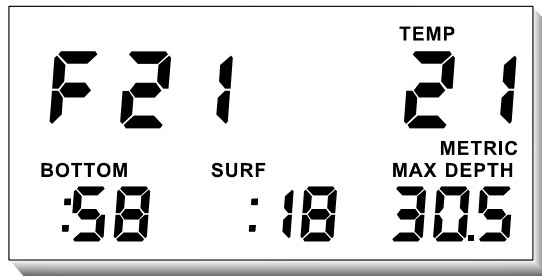 TEMP
F21 21
METRIC
BOTTOM SURF MAX DEPTH
:58 :18 30.5